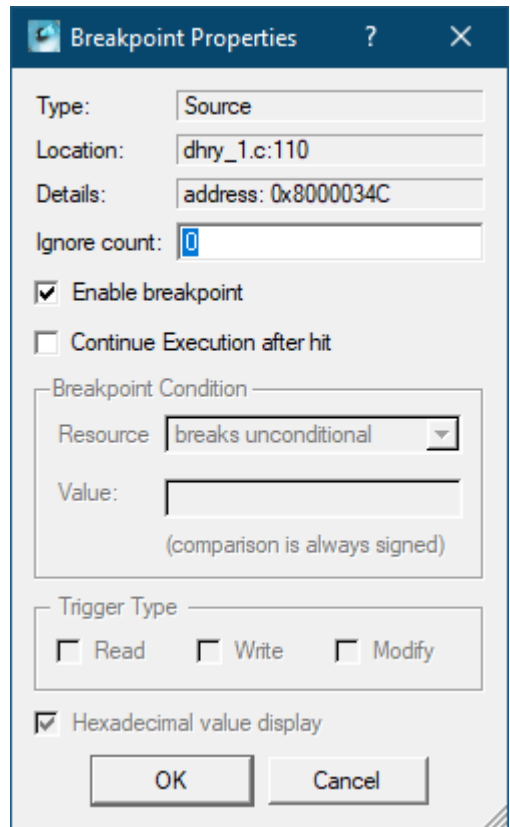 Breakpoint Properties ?
Type: Source
Location: dhry_1.c:110
Details: address: 0x8000034C
Ignore count: 0
Enable breakpoint
Continue Execution after hit
Breakpoint Condition
Resource breaks unconditional
Value:
(comparison is always signed)
Trigger Type
Read Write Modify
Hexadecimal value display
OK Cancel